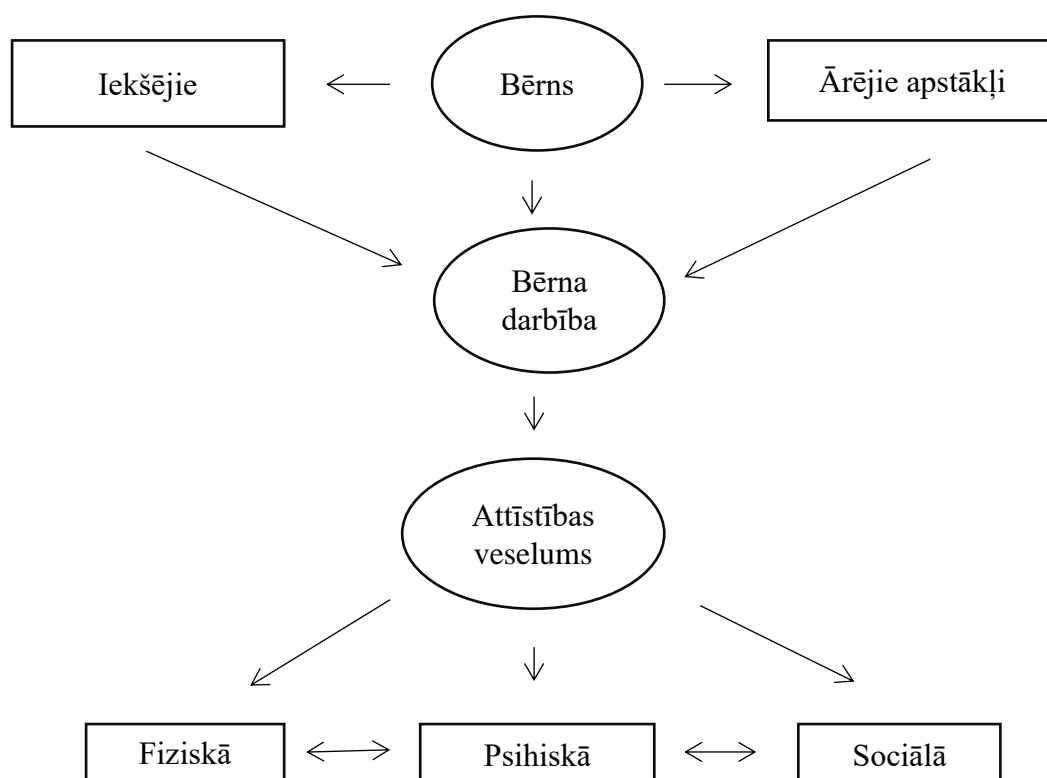 Iekšējie
Bērns
Ārējie apstākļi
Bērna
darbība
Attīstības
veselums
Fiziskā
Psihiskā
Sociālā